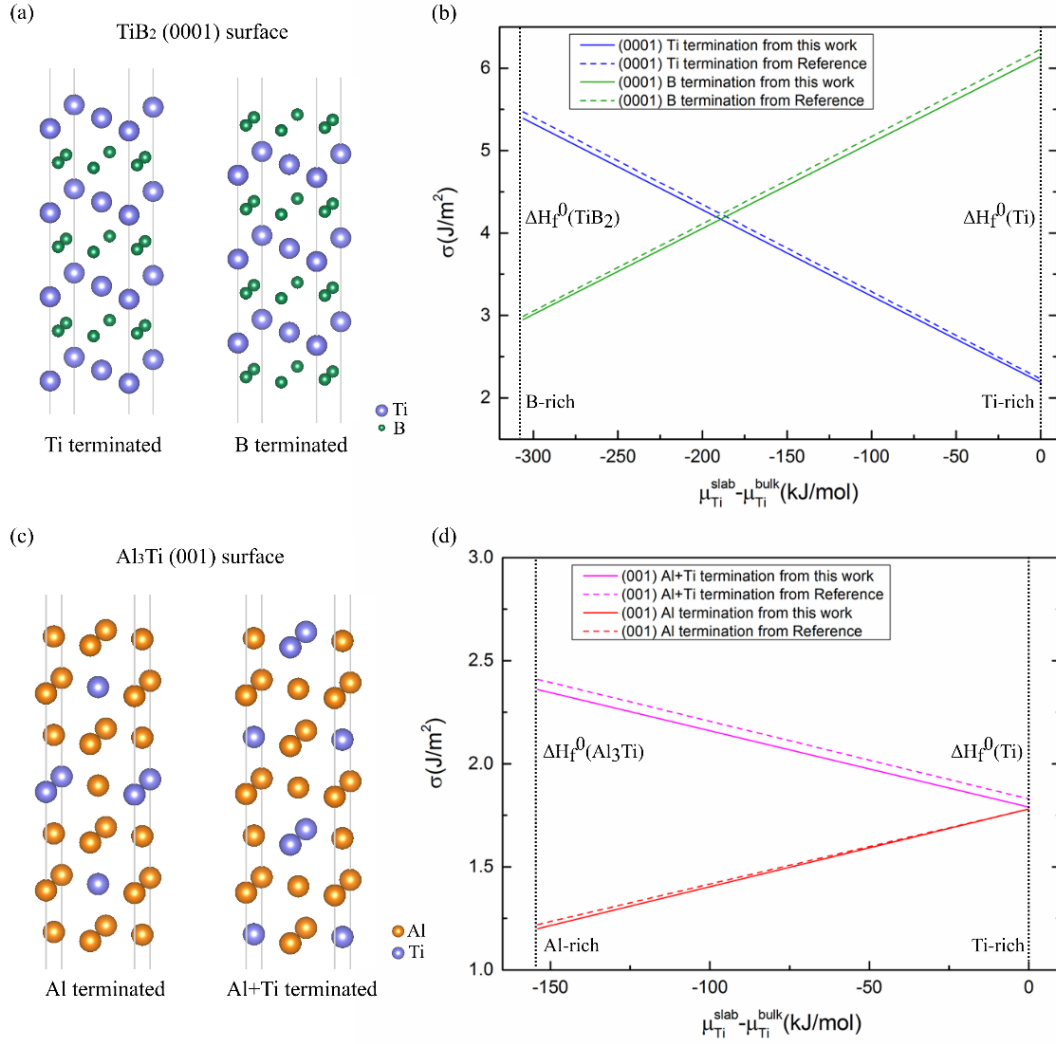 (a)
TiB₂ (0001) surface
Ti terminated
B terminated
Ti
B
(b)
(0001) Ti termination from this work
(0001) Ti termination from Reference
(0001) B termination from this work
(0001) B termination from Reference
6
5
4
3
2
σ(J/m²)
ΔHf⁰(TiB₂)
ΔHf⁰(Ti)
B-rich
Ti-rich
-300 -250 -200 -150 -100 -50 0
μTi^slab-μTi^bulk(kJ/mol)
(c)
Al₃Ti (001) surface
Al terminated
Al+Ti terminated
Al
Ti
(d)
(001) Al+Ti termination from this work
(001) Al+Ti termination from Reference
(001) Al termination from this work
(001) Al termination from Reference
3.0
2.5
2.0
1.5
1.0
σ(J/m²)
ΔHf⁰(Al₃Ti)
ΔHf⁰(Ti)
Al-rich
Ti-rich
-150 -100 -50 0
μTi^slab-μTi^bulk(kJ/mol)